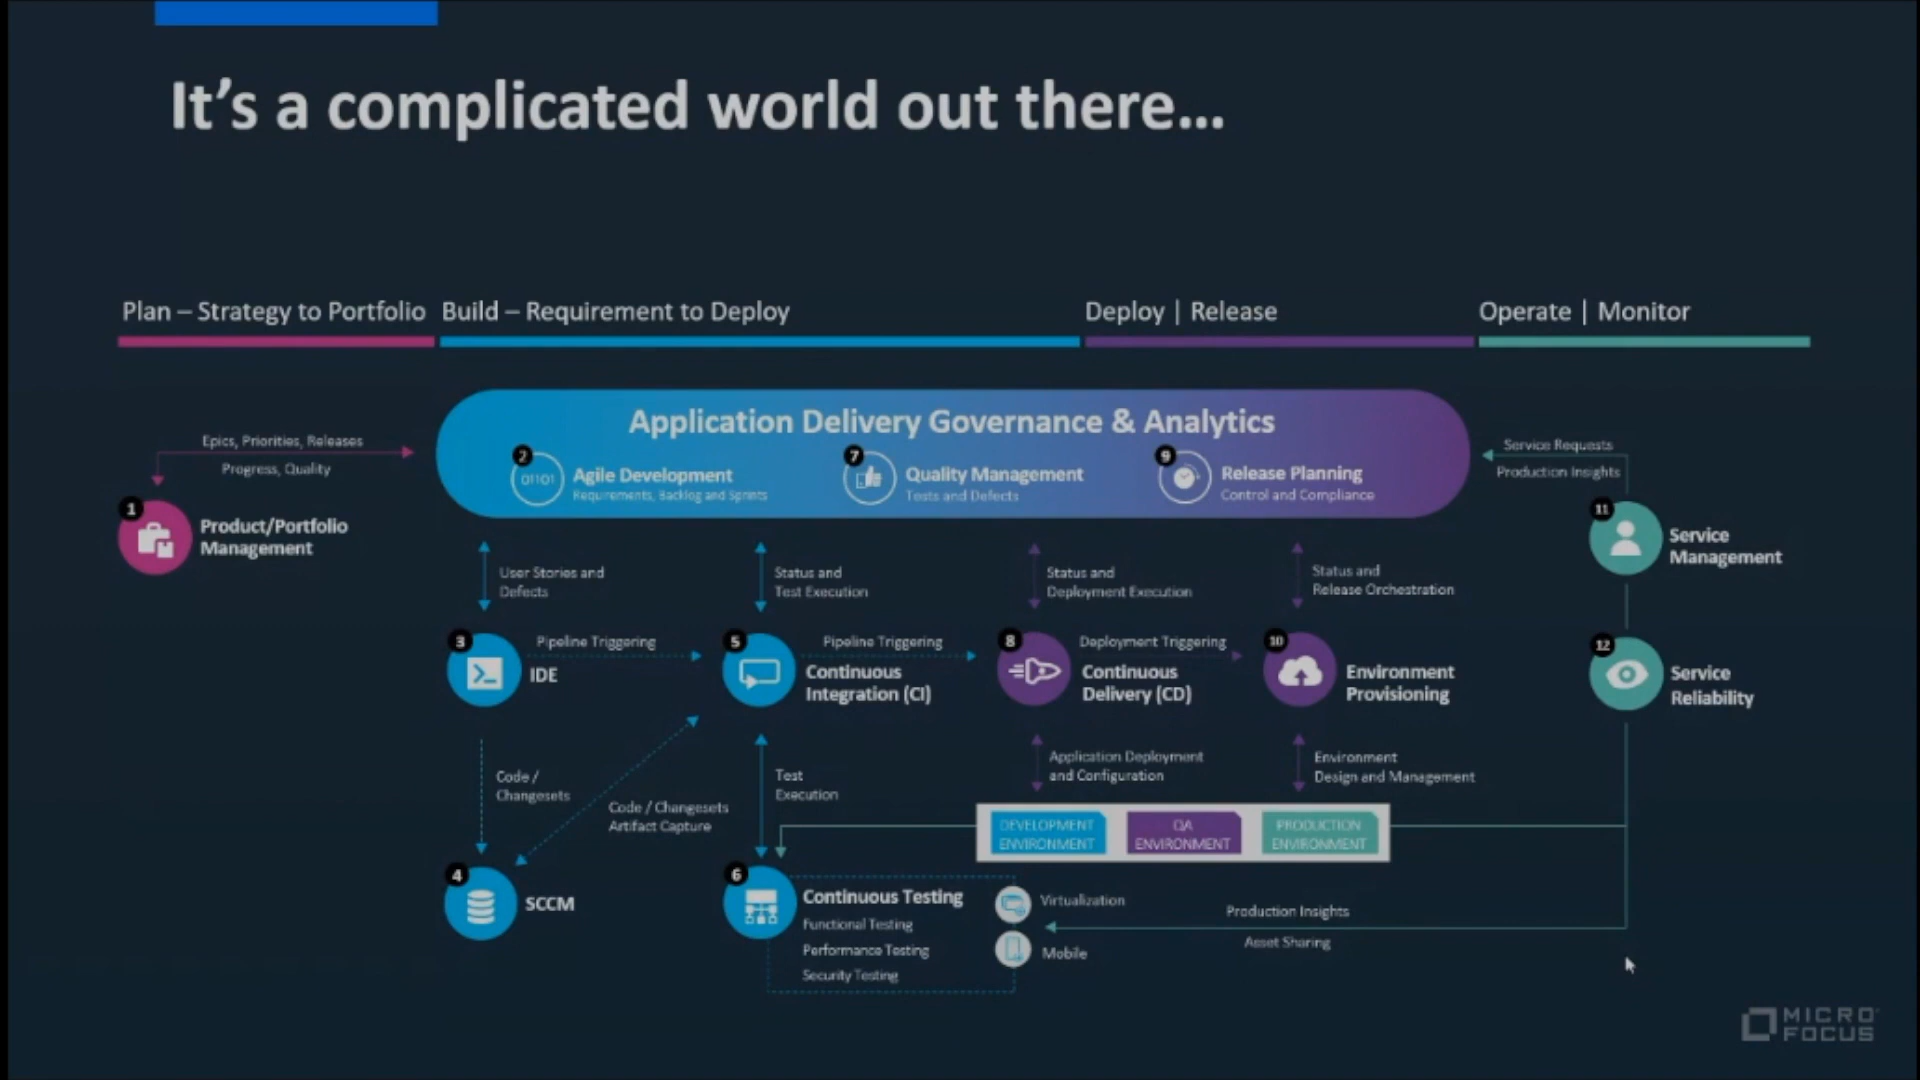 It's a complicated world out there...
Plan – Strategy to Portfolio
Build – Requirement to Deploy
Deploy | Release
Operate | Monitor
Application Delivery Governance & Analytics
Epics, Priorities, Releases
Progress, Quality
2
01101
Agile Development
Requirements, Backlog and Sprints
7
Quality Management
Tests and Defects
9
Release Planning
Control and Compliance
Service Requests
Production Insights
1
Product/Portfolio
Management
11
Service
Management
User Stories and
Defects
Status and
Test Execution
Status and
Deployment Execution
Status and
Release Orchestration
3
IDE
Pipeline Triggering
5
Continuous
Integration (CI)
Pipeline Triggering
8
Continuous
Delivery (CD)
Deployment Triggering
10
Environment
Provisioning
12
Service
Reliability
Code /
Changesets
Code / Changesets
Artifact Capture
Test
Execution
Application Deployment
and Configuration
Environment
Design and Management
DEVELOPMENT
ENVIRONMENT
QA
ENVIRONMENT
PRODUCTION
ENVIRONMENT
4
SCCM
6
Continuous Testing
Functional Testing
Performance Testing
Security Testing
Virtualization
Mobile
Production Insights
Asset Sharing
MICRO
FOCUS